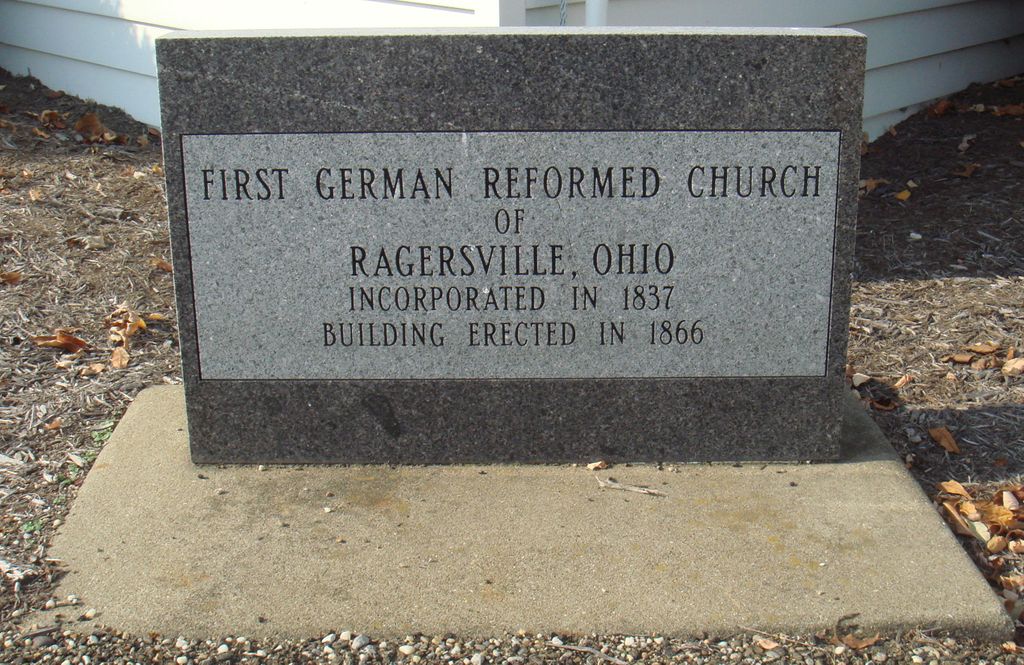 FIRST GERMAN REFORMED CHURCH
OF
RAGERSVILLE, OHIO
INCORPORATED IN 1837
BUILDING ERECTED IN 1866